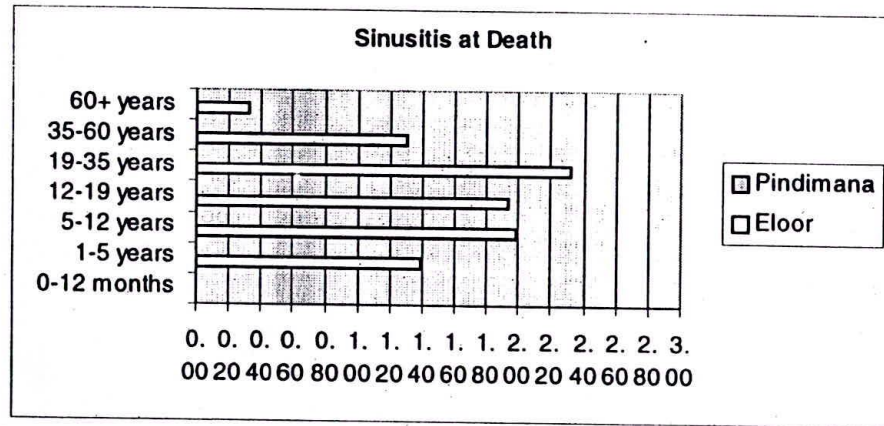 Sinusitis at Death
60+ years
35-60 years
19-35 years
12-19 years
5-12 years
1-5 years
0-12 months
0. 0. 0. 0. 0. 1. 1. 1. 1. 1. 2. 2. 2. 2. 2. 3.
00 20 40 60 80 00 20 40 60 80 00 20 40 60 80 00
Pindimana
Eloor